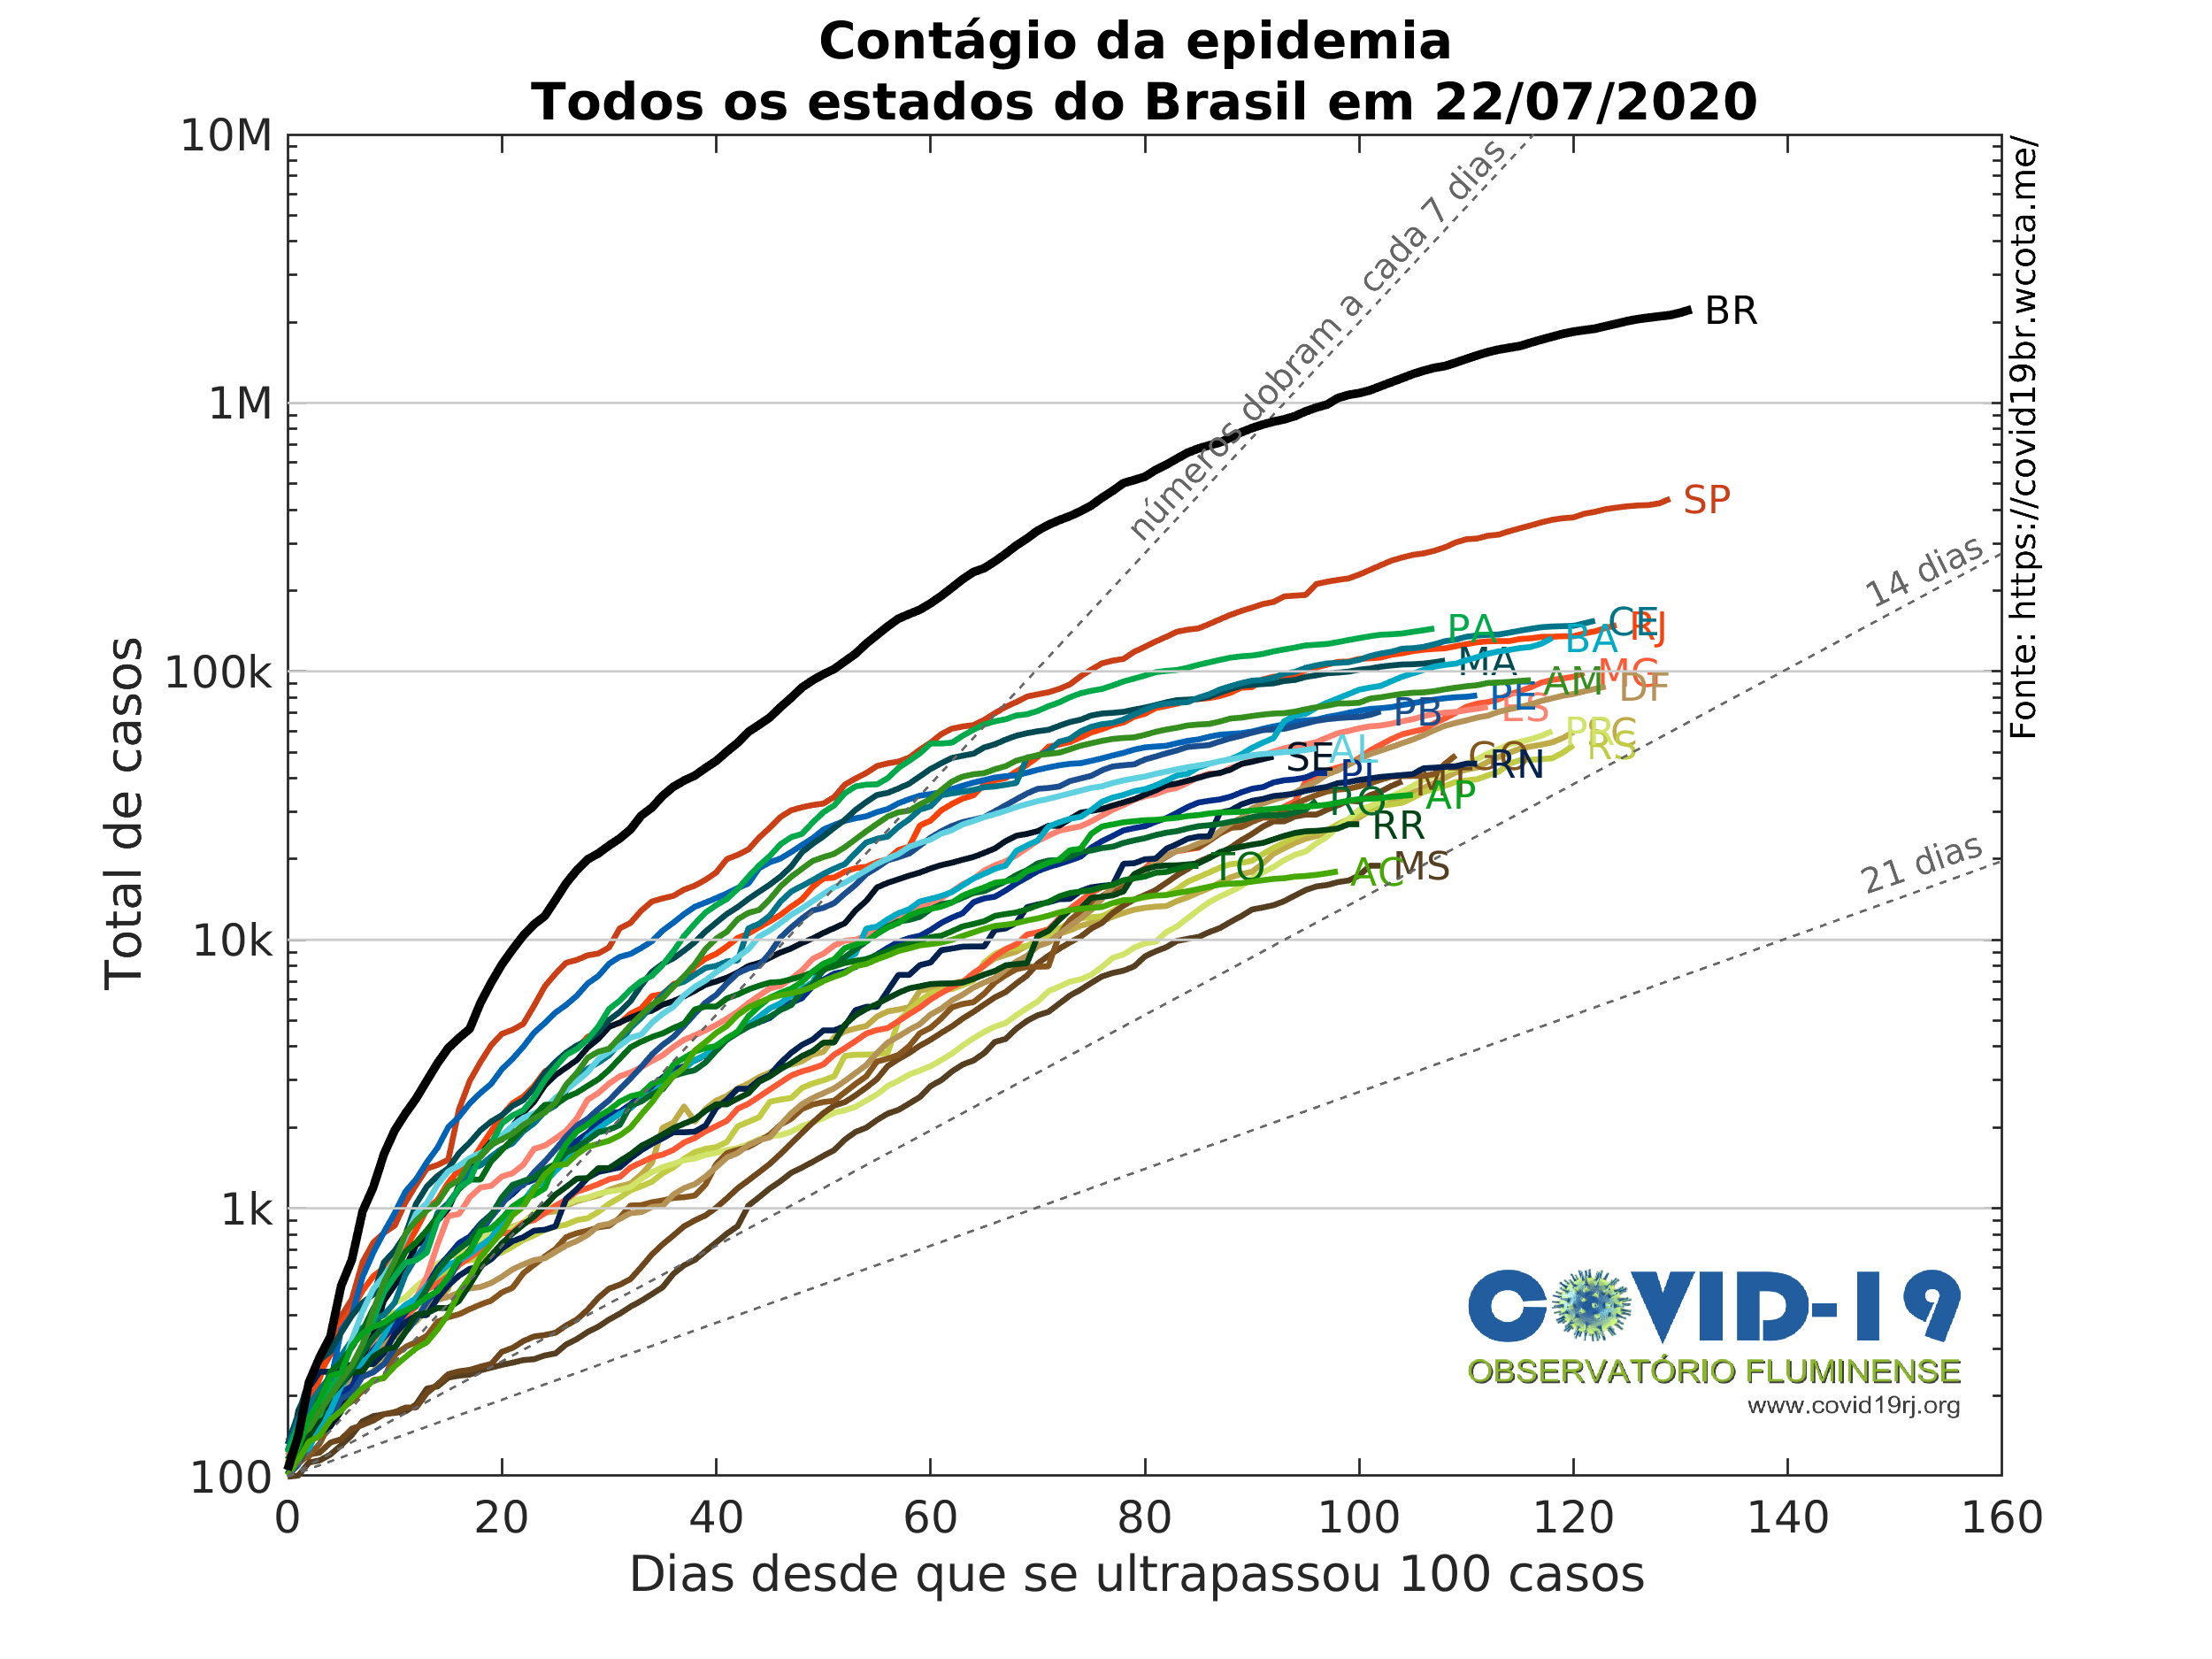 Contágio da epidemia
Todos os estados do Brasil em 22/07/2020
10M
1M
100k
10k
1k
100
Total de casos
0 20 40 60 80 100 120 140 160
Dias desde que se ultrapassou 100 casos
números dobram a cada 7 dias
14 dias
21 dias
BR
SP
PA
CE
RJ
BA
MA
MG
AM
DF
PE
ES
PB
PR
SC
RS
SE
AL
GO
RN
PI
MT
RO
AP
RR
TO
AC
MS
Fonte: https://covid19br.wcota.me/
COVID-19
OBSERVATÓRIO FLUMINENSE
www.covid19rj.org